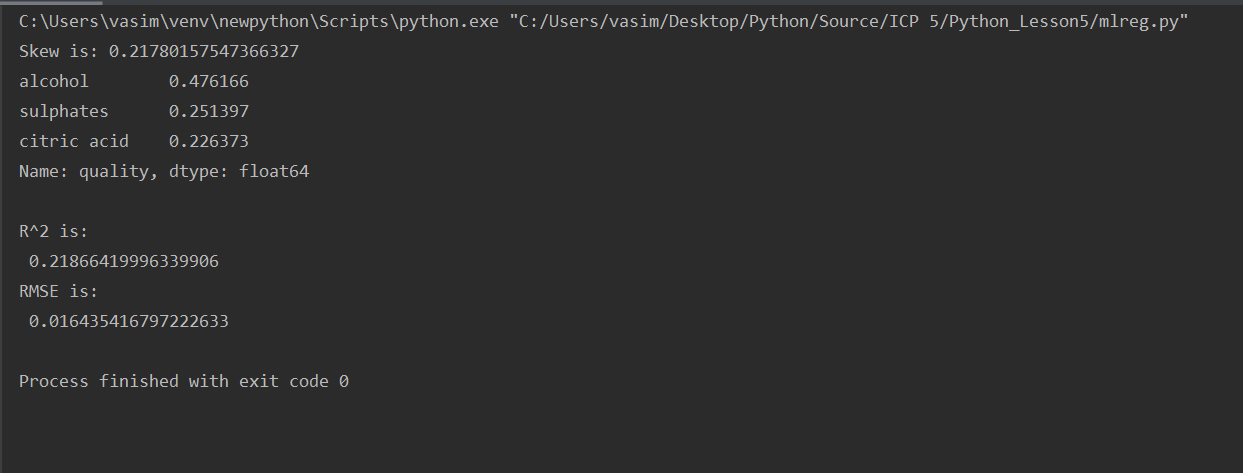 C:\Users\vasim\venv\newpython\Scripts\python.exe "C:/Users/vasim/Desktop/Python/Source/ICP 5/Python_Lesson5/mlreg.py"
Skew is: 0.21780157547366327
alcohol        0.476166
sulphates      0.251397
citric acid    0.226373
Name: quality, dtype: float64
R^2 is:
0.21866419996339906
RMSE is:
0.016435416797222633
Process finished with exit code 0